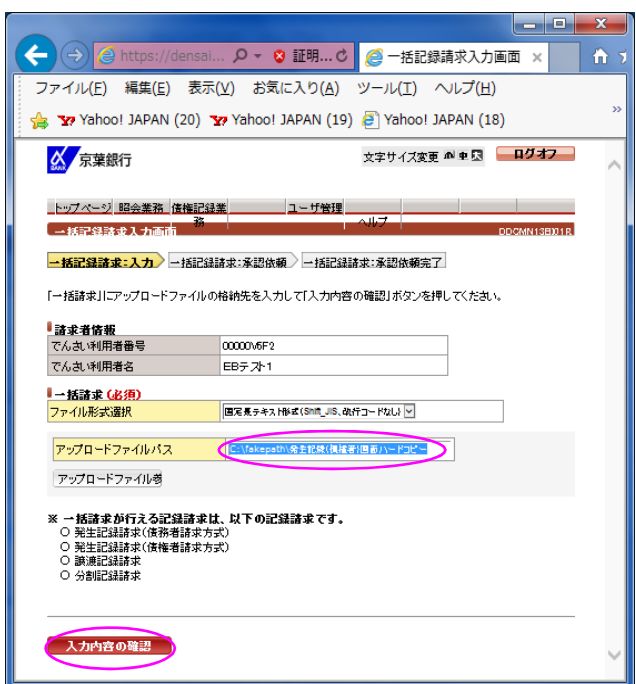 https://densai... 証明... 一括記録請求入力画面
ファイル(F) 編集(E) 表示(V) お気に入り(A) ツール(T) ヘルプ(H)
Yahoo! JAPAN (20) Yahoo! JAPAN (19) Yahoo! JAPAN (18)
BANK 京葉銀行 文字サイズ変更 小 中 大 ログオフ
トップページ 照会業務 債権記録業務 ユーザ管理 ヘルプ
一括記録請求入力画面
一括記録請求:入力 一括記録請求:承認依頼 一括記録請求:承認依頼完了
「一括請求」にアップロードファイルの格納先を入力して「入力内容の確認」ボタンを押してください。
請求者情報
でんさい利用者番号 00000V6F2
でんさい利用者名 EBテスト1
一括請求(必須)
ファイル形式選択 固定長テキスト形式(Shift_JIS、改行コードなし)
アップロードファイルパス C:\fakepath\発生記録(債権者)画面ハードコピー
アップロードファイル参
※ 一括請求が行える記録請求は、以下の記録請求です。
○ 発生記録請求(債務者請求方式)
○ 発生記録請求(債権者請求方式)
○ 譲渡記録請求
○ 分割記録請求
入力内容の確認